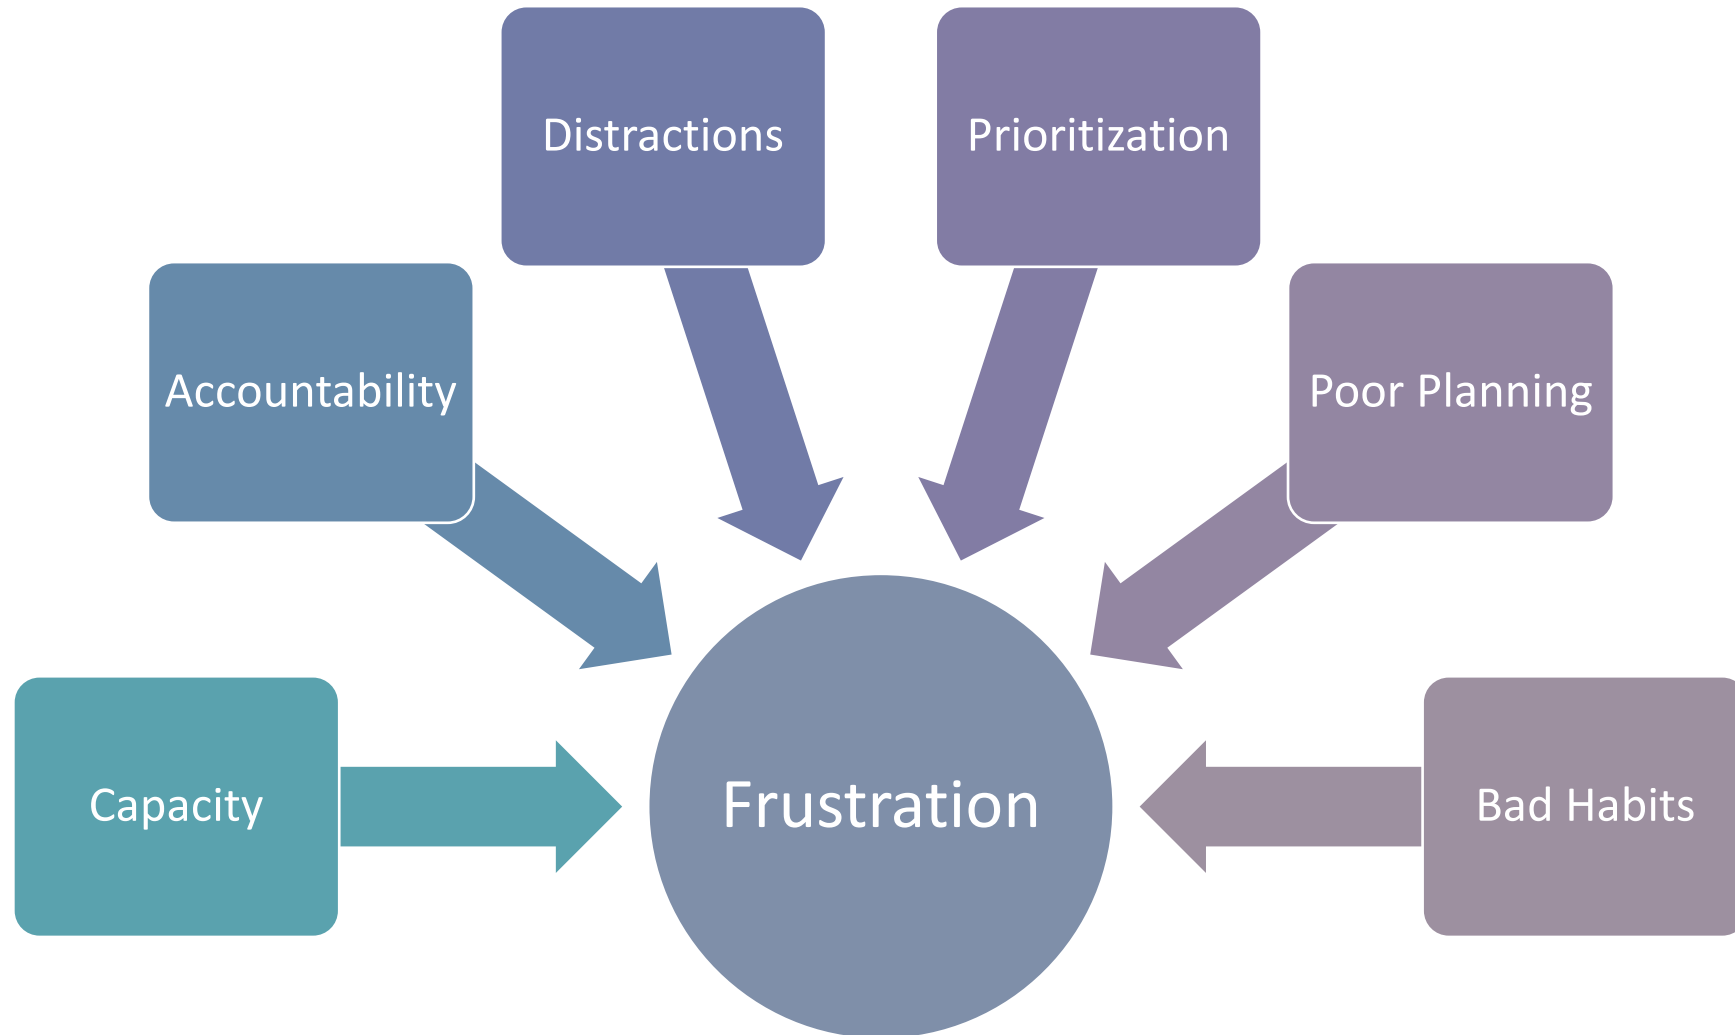 Distractions
Prioritization
Accountability
Poor Planning
Capacity
Frustration
Bad Habits